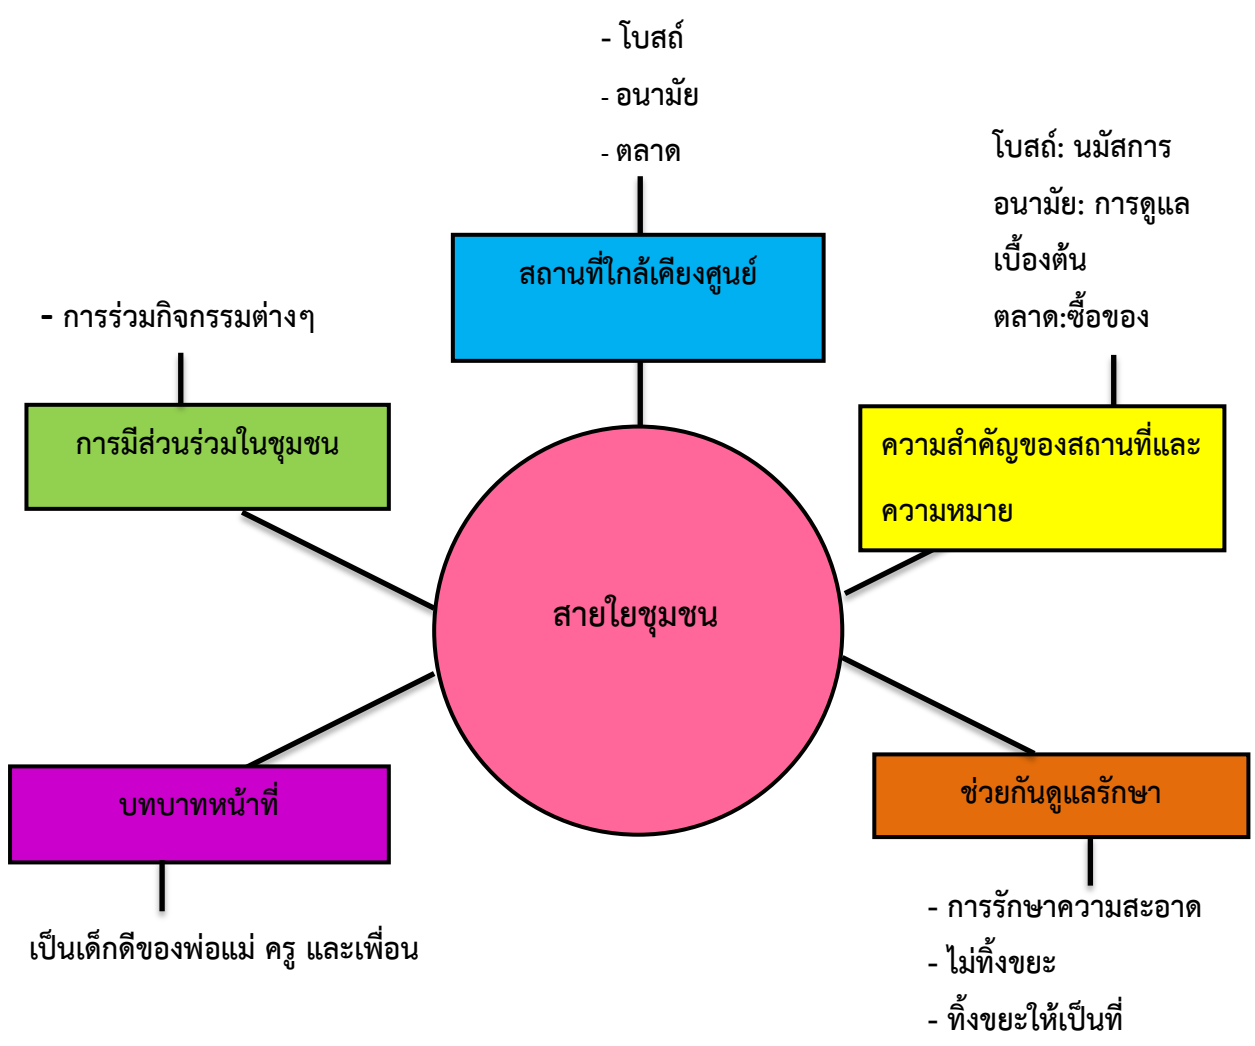 - โบสถ์
- อนามัย
- ตลาด
สถานที่ใกล้เคียงศูนย์
โบสถ์: นมัสการ
อนามัย: การดูแล
เบื้องต้น
ตลาด:ซื้อของ
ความสำคัญของสถานที่และ
ความหมาย
- การร่วมกิจกรรมต่างๆ
การมีส่วนร่วมในชุมชน
สายใยชุมชน
บทบาทหน้าที่
เป็นเด็กดีของพ่อแม่ ครู และเพื่อน
ช่วยกันดูแลรักษา
- การรักษาความสะอาด
- ไม่ทิ้งขยะ
- ทิ้งขยะให้เป็นที่